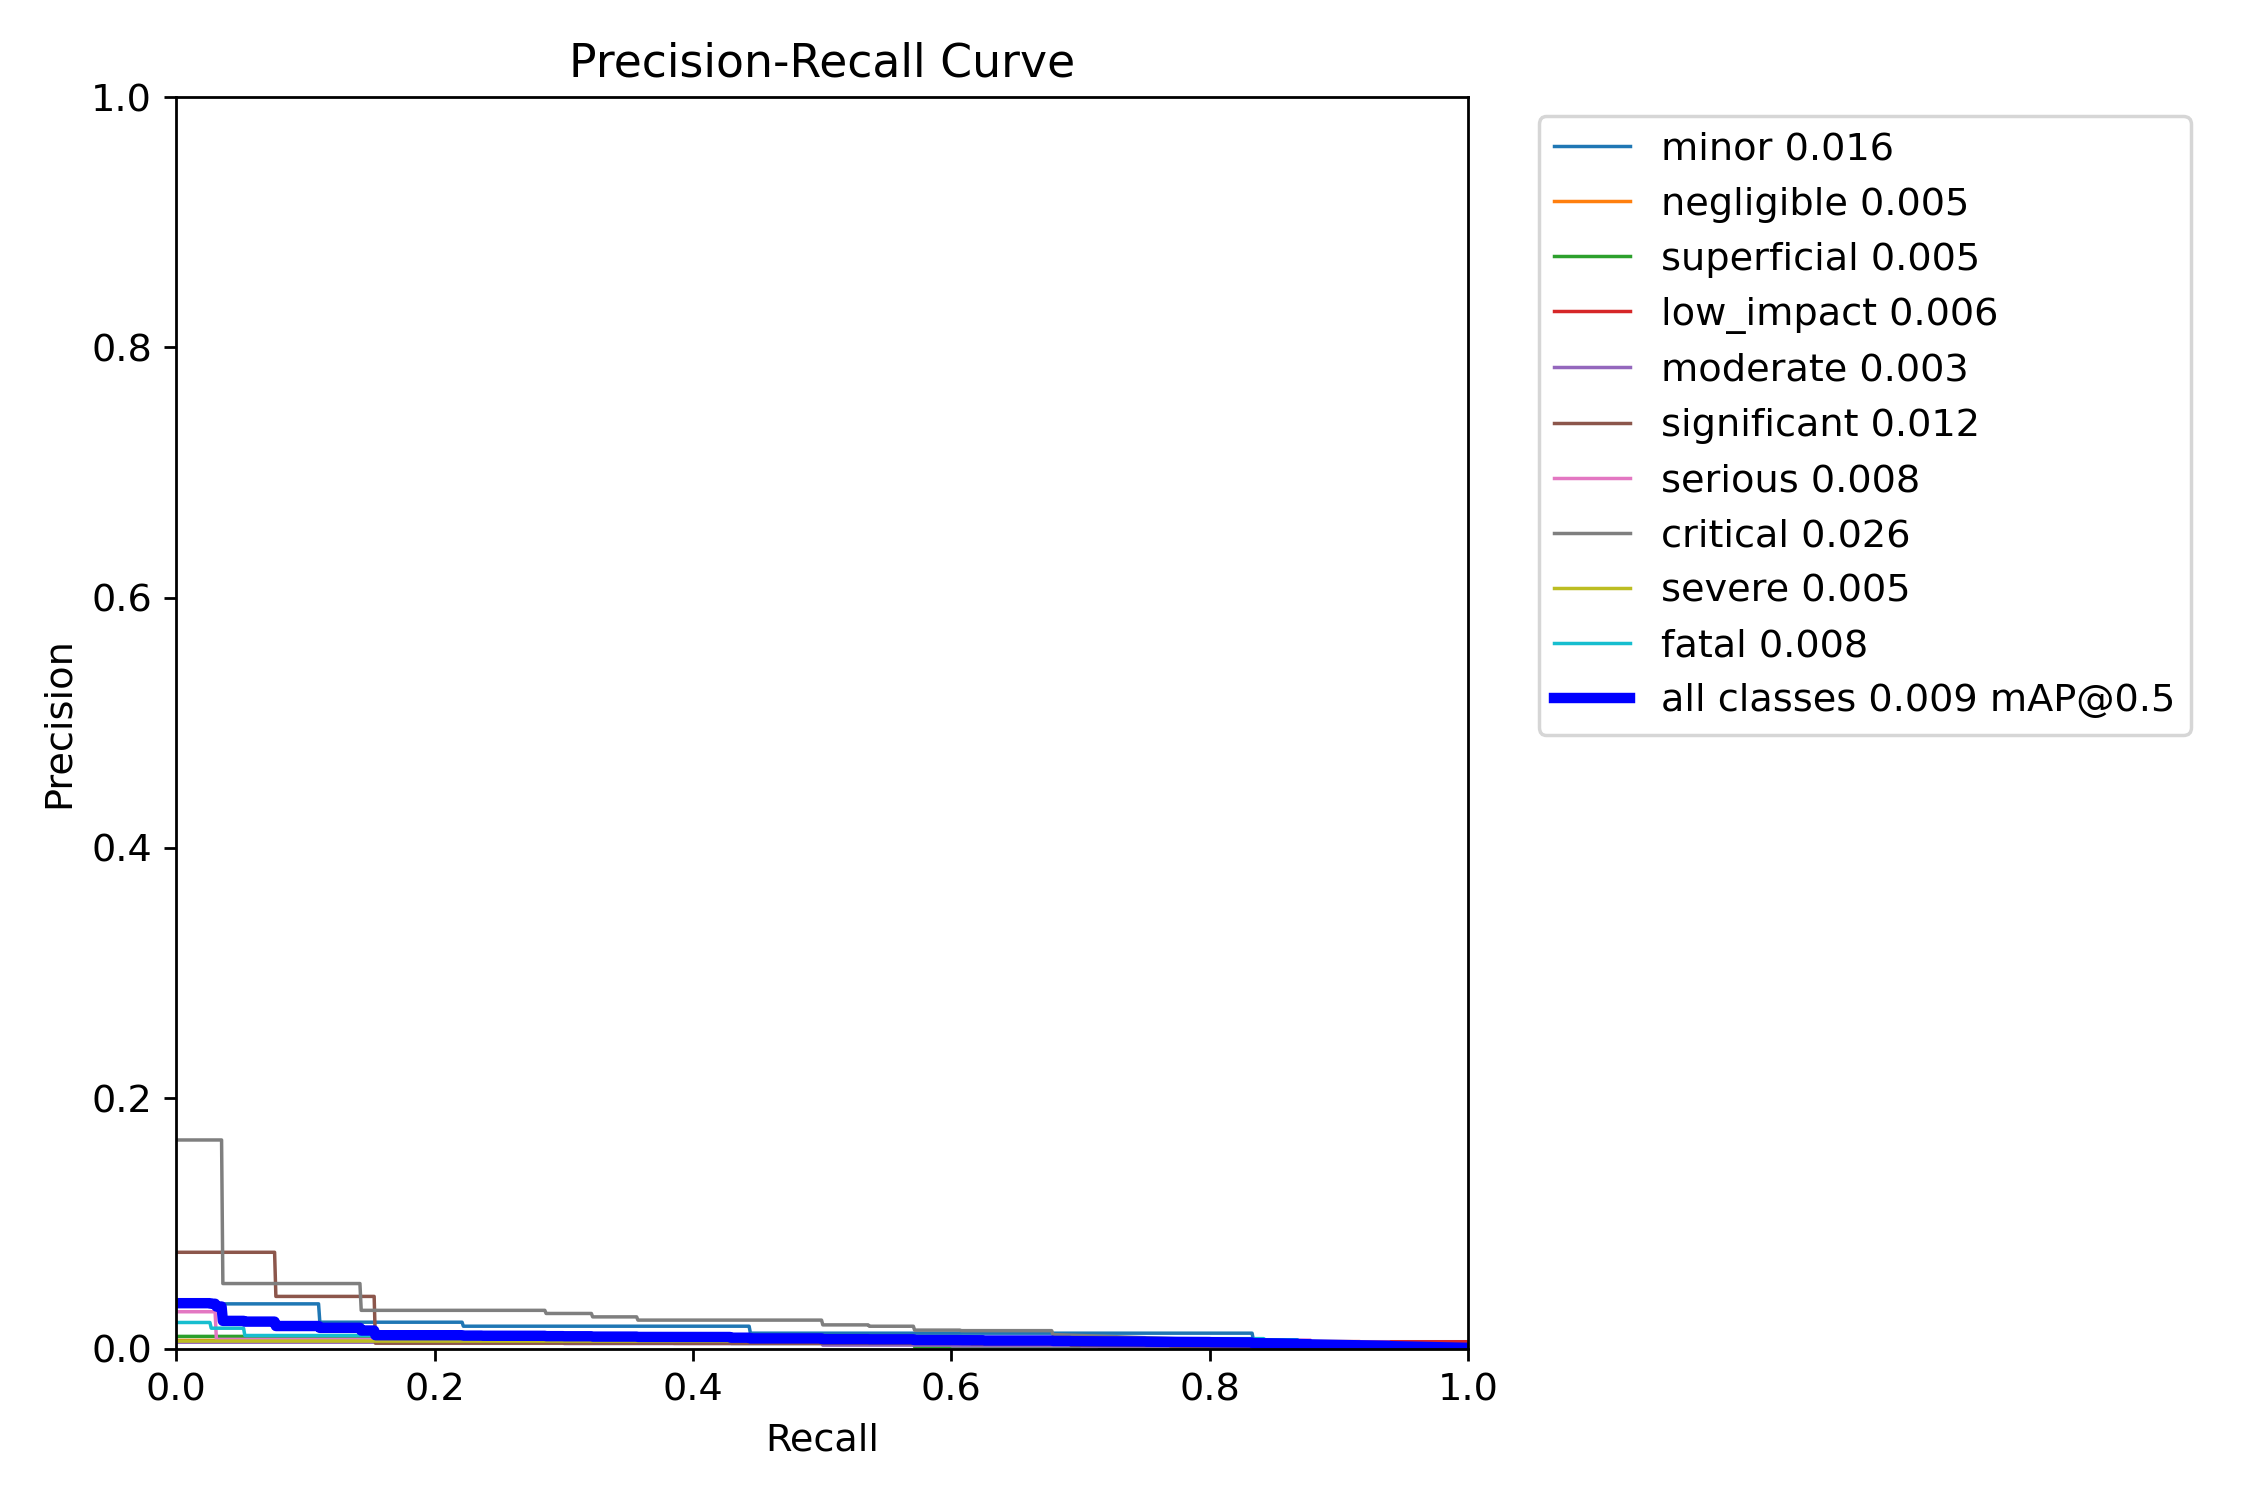 Precision-Recall Curve
1.0
0.8
0.6
0.4
0.2
0.0
Precision
0.0 0.2 0.4 0.6 0.8 1.0
Recall
minor 0.016
negligible 0.005
superficial 0.005
low_impact 0.006
moderate 0.003
significant 0.012
serious 0.008
critical 0.026
severe 0.005
fatal 0.008
all classes 0.009 mAP@0.5